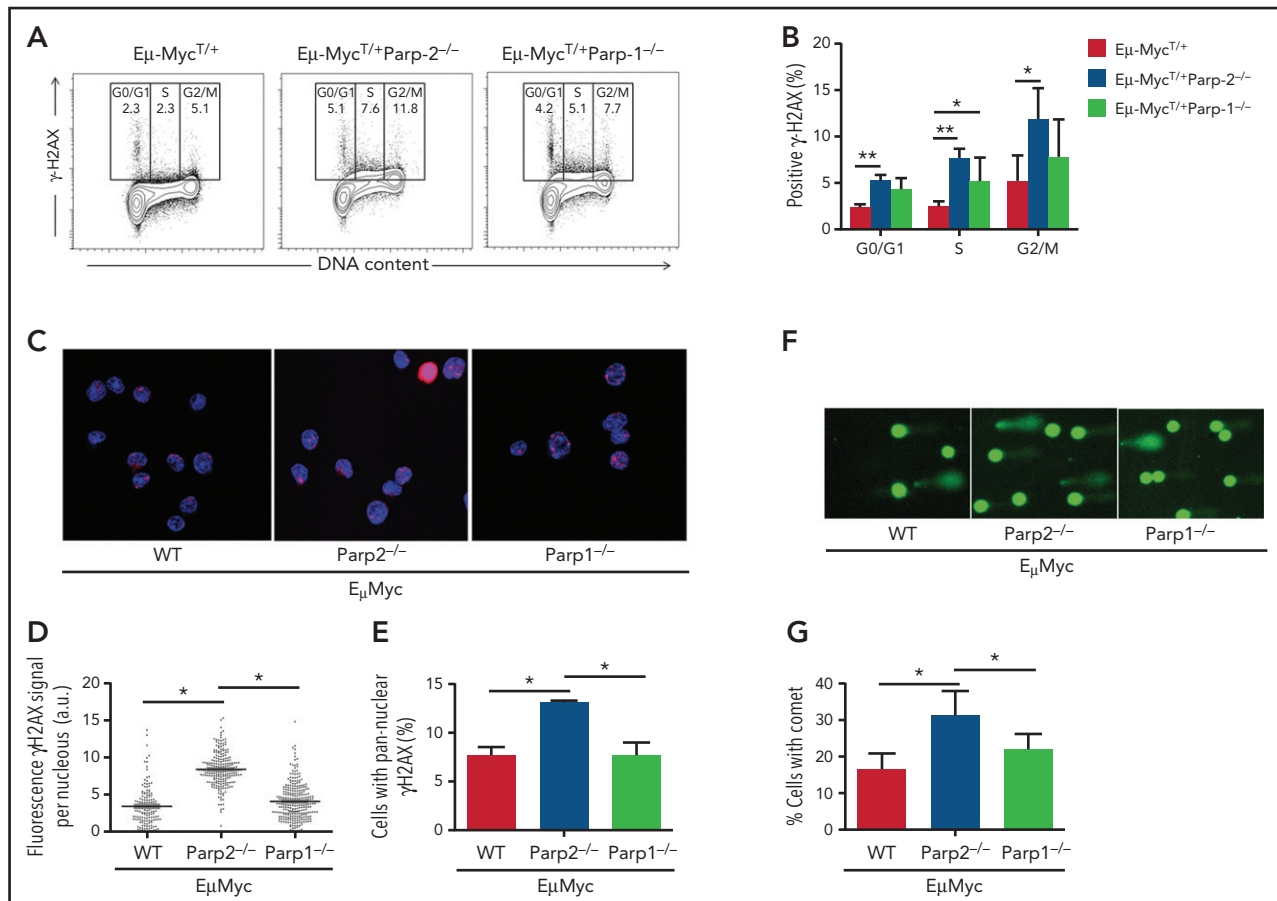 A
Eμ-MycT/+
Eμ-MycT/+Parp-2–/–
Eμ-MycT/+Parp-1–/–
γ-H2AX
G0/G1 S G2/M
2.3 2.3 5.1
G0/G1 S G2/M
5.1 7.6 11.8
G0/G1 S G2/M
4.2 5.1 7.7
DNA content
B
Positive γ-H2AX (%)
20
15
10
5
0
** ** * *
G0/G1 S G2/M
Eμ-MycT/+
Eμ-MycT/+Parp-2–/–
Eμ-MycT/+Parp-1–/–
C
WT Parp2–/– Parp1–/–
EμMyc
F
WT Parp2–/– Parp1–/–
EμMyc
D
Fluorescence γH2AX signal
per nucleous (a.u.)
20
15
10
5
0
* *
WT Parp2–/– Parp1–/–
EμMyc
E
Cells with pan-nuclear
γH2AX (%)
15
10
5
0
* *
WT Parp2–/– Parp1–/–
EμMyc
G
% Cells with comet
40
30
20
10
0
* *
WT Parp2–/– Parp1–/–
EμMyc